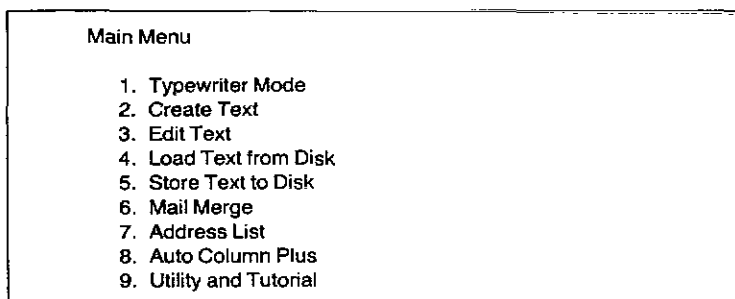 Main Menu
1. Typewriter Mode
2. Create Text
3. Edit Text
4. Load Text from Disk
5. Store Text to Disk
6. Mail Merge
7. Address List
8. Auto Column Plus
9. Utility and Tutorial